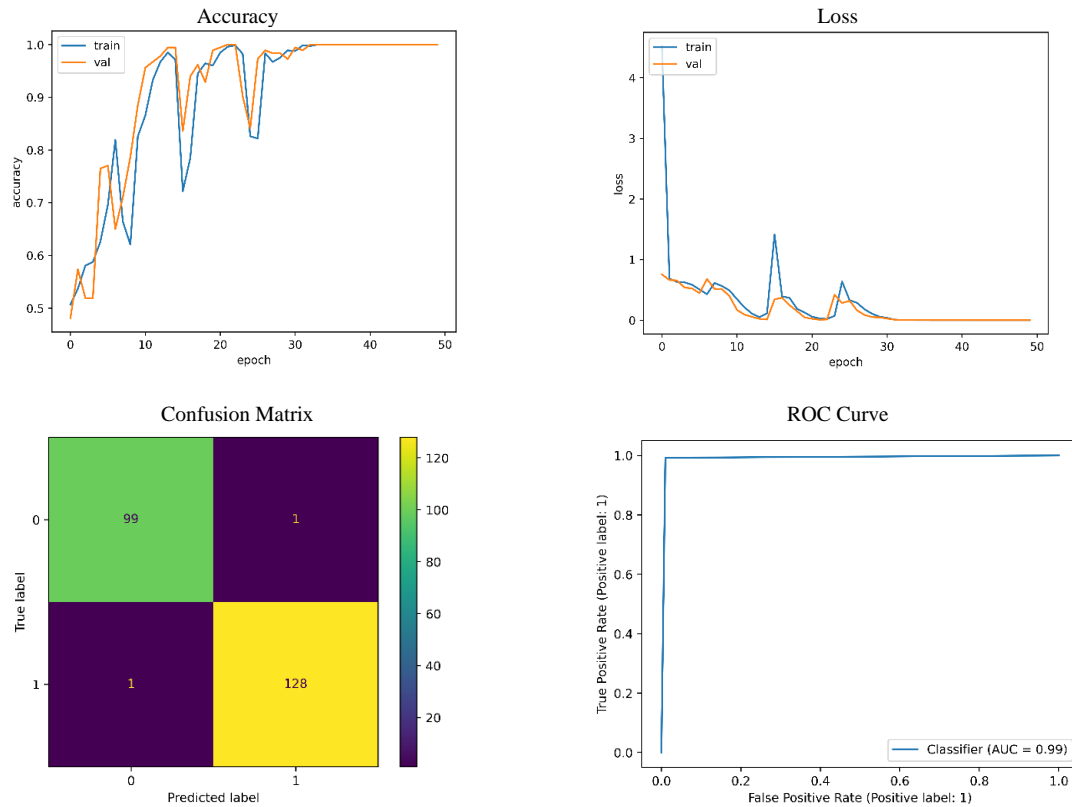 Accuracy
train
val
1.0
0.9
0.8
0.7
0.6
0.5
accuracy
0 10 20 30 40 50
epoch
Loss
train
val
4
3
2
1
0
loss
0 10 20 30 40 50
epoch
Confusion Matrix
0
1
True label
99 1
1 128
0 1
Predicted label
120
100
80
60
40
20
ROC Curve
1.0
0.8
0.6
0.4
0.2
0.0
True Positive Rate (Positive label: 1)
Classifier (AUC = 0.99)
0.0 0.2 0.4 0.6 0.8 1.0
False Positive Rate (Positive label: 1)